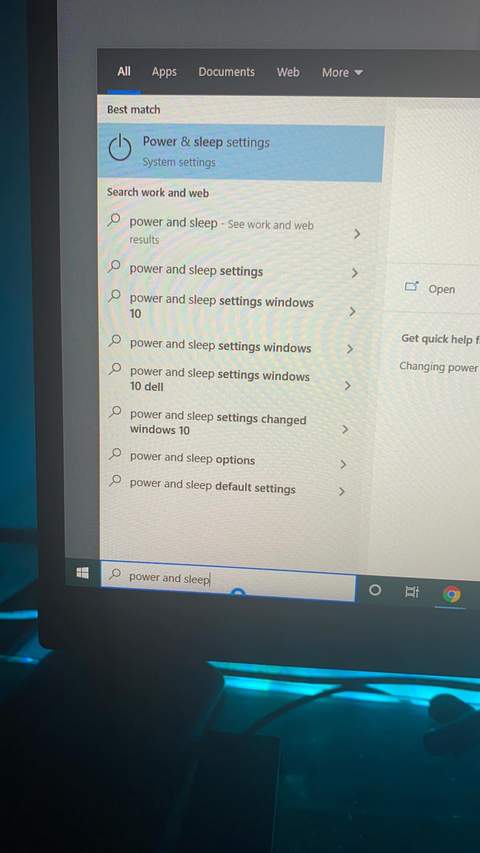 All Apps Documents Web More
Best match
Power & sleep settings
System settings
Search work and web
power and sleep - See work and web
results
power and sleep settings
power and sleep settings windows
10
power and sleep settings windows
power and sleep settings windows
10 dell
power and sleep settings changed
windows 10
power and sleep options
power and sleep default settings
Open
Get quick help f
Changing power
power and sleep